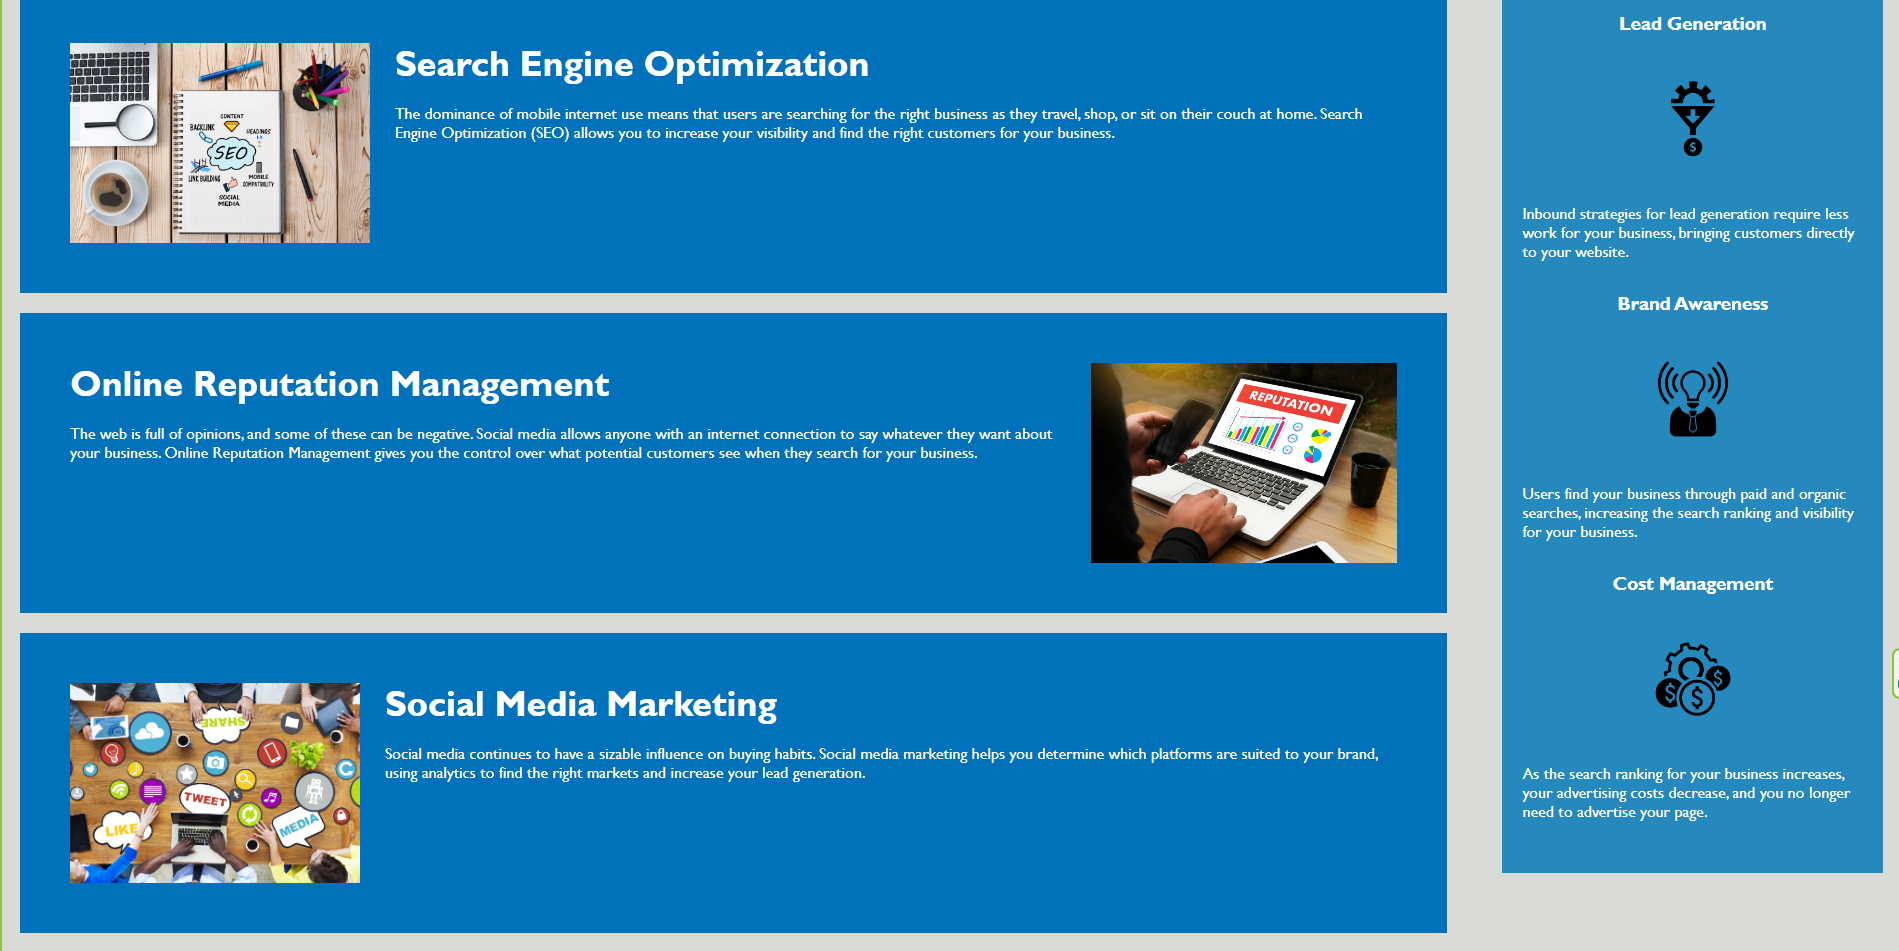 Search Engine Optimization
The dominance of mobile internet use means that users are searching for the right business as they travel, shop, or sit on their couch at home. Search
Engine Optimization (SEO) allows you to increase your visibility and find the right customers for your business.
CONTENT
BACKLINK
HEADINGS
SEO
LINK BUILDING
MOBILE
COMPATIBILITY
SOCIAL
MEDIA
Online Reputation Management
The web is full of opinions, and some of these can be negative. Social media allows anyone with an internet connection to say whatever they want about
your business. Online Reputation Management gives you the control over what potential customers see when they search for your business.
REPUTATION
Social Media Marketing
Social media continues to have a sizable influence on buying habits. Social media marketing helps you determine which platforms are suited to your brand,
using analytics to find the right markets and increase your lead generation.
SHARE
TWEET
LIKE
MEDIA
Lead Generation
$
Inbound strategies for lead generation require less
work for your business, bringing customers directly
to your website.
Brand Awareness
Users find your business through paid and organic
searches, increasing the search ranking and visibility
for your business.
Cost Management
$ $ $
As the search ranking for your business increases,
your advertising costs decrease, and you no longer
need to advertise your page.